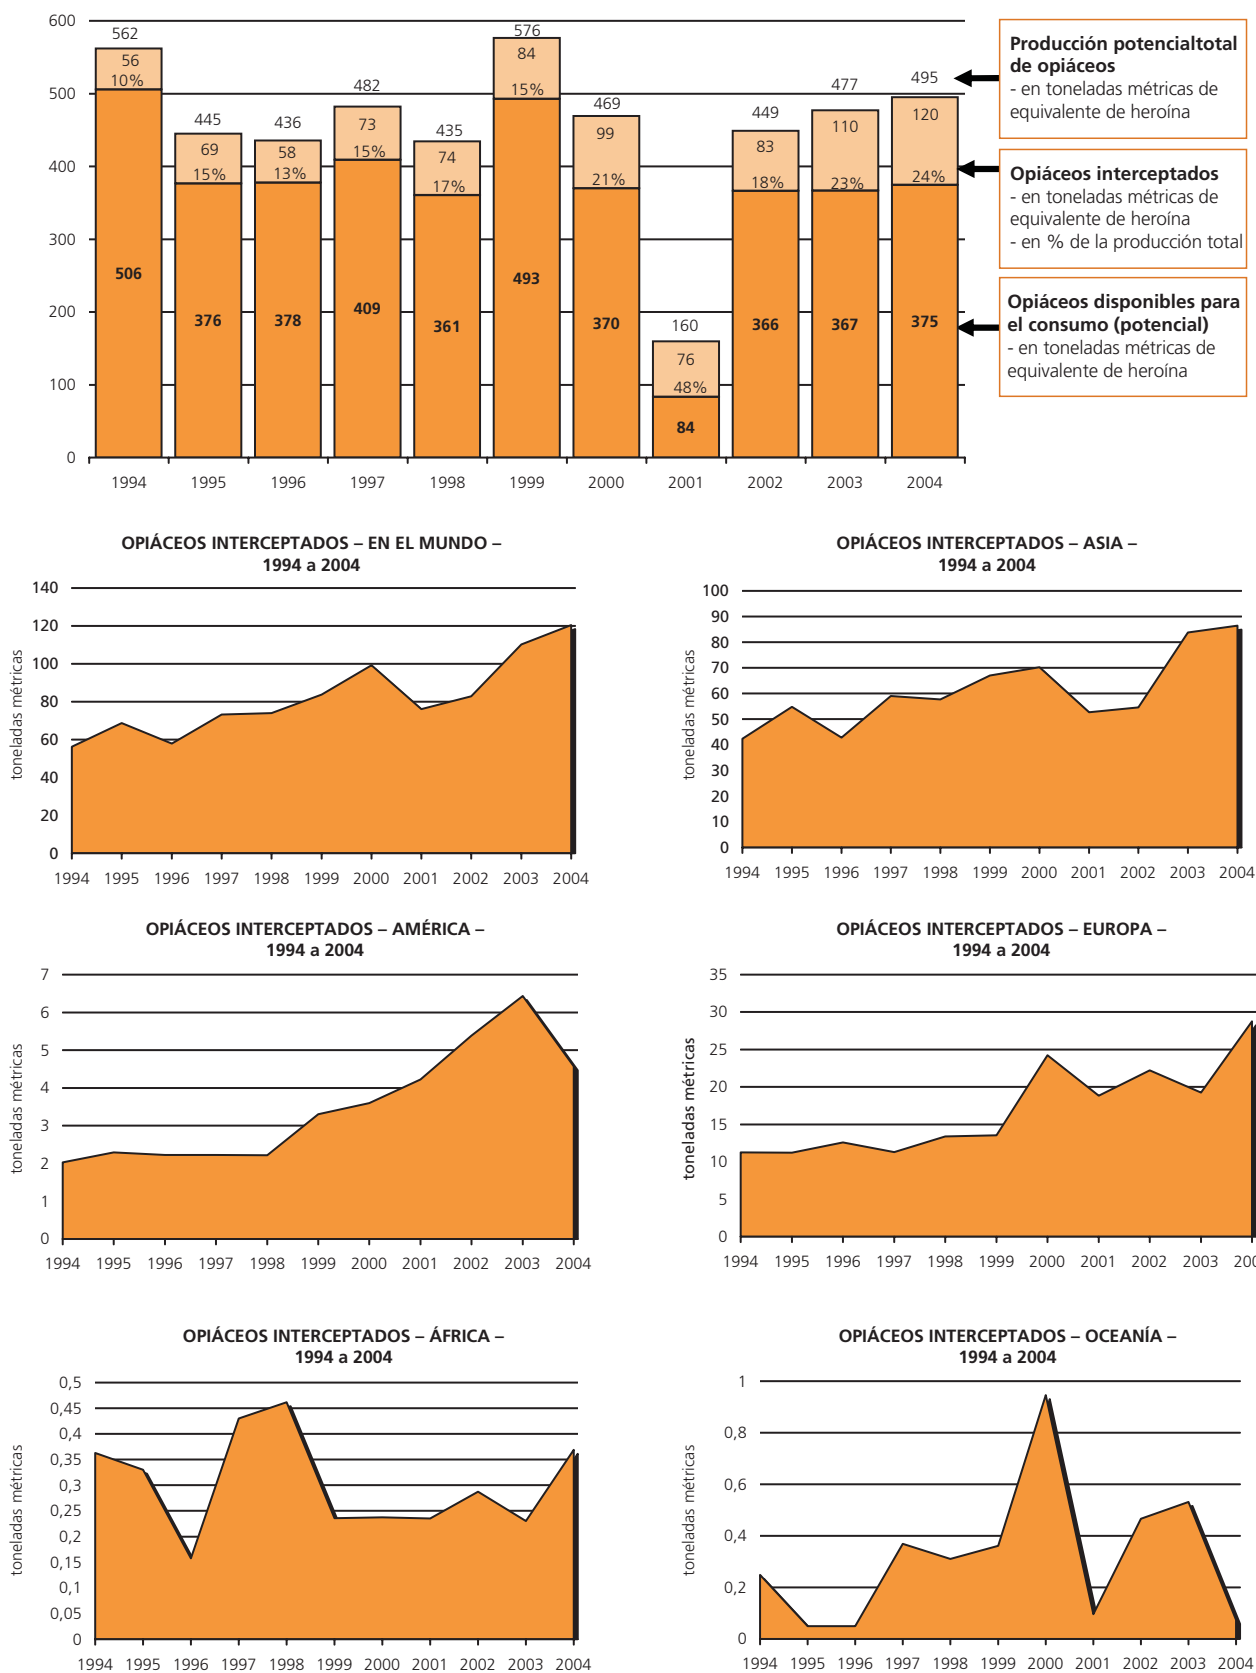 600
500
400
300
200
100
0
562
56
10%
506
445
69
15%
376
436
58
13%
378
482
73
15%
409
435
74
17%
361
576
84
15%
493
469
99
21%
370
160
76
48%
84
449
83
18%
366
477
110
23%
367
495
120
24%
375
1994 1995 1996 1997 1998 1999 2000 2001 2002 2003 2004
Producción potencialtotal
de opiáceos
- en toneladas métricas de
equivalente de heroína
Opiáceos interceptados
- en toneladas métricas de
equivalente de heroína
- en % de la producción total
Opiáceos disponibles para
el consumo (potencial)
- en toneladas métricas de
equivalente de heroína
OPIÁCEOS INTERCEPTADOS – EN EL MUNDO –
1994 a 2004
toneladas métricas
140
120
100
80
60
40
20
0
1994 1995 1996 1997 1998 1999 2000 2001 2002 2003 2004
OPIÁCEOS INTERCEPTADOS – ASIA –
1994 a 2004
toneladas métricas
100
90
80
70
60
50
40
30
20
10
0
1994 1995 1996 1997 1998 1999 2000 2001 2002 2003 2004
OPIÁCEOS INTERCEPTADOS – AMÉRICA –
1994 a 2004
toneladas métricas
7
6
5
4
3
2
1
0
1994 1995 1996 1997 1998 1999 2000 2001 2002 2003 2004
OPIÁCEOS INTERCEPTADOS – EUROPA –
1994 a 2004
toneladas métricas
35
30
25
20
15
10
5
0
1994 1995 1996 1997 1998 1999 2000 2001 2002 2003
OPIÁCEOS INTERCEPTADOS – ÁFRICA –
1994 a 2004
toneladas métricas
0,5
0,45
0,4
0,35
0,3
0,25
0,2
0,15
0,1
0,05
0
1994 1995 1996 1997 1998 1999 2000 2001 2002 2003 2004
OPIÁCEOS INTERCEPTADOS – OCEANÍA –
1994 a 2004
toneladas métricas
1
0,8
0,6
0,4
0,2
0
1994 1995 1996 1997 1998 1999 2000 2001 2002 2003 2004